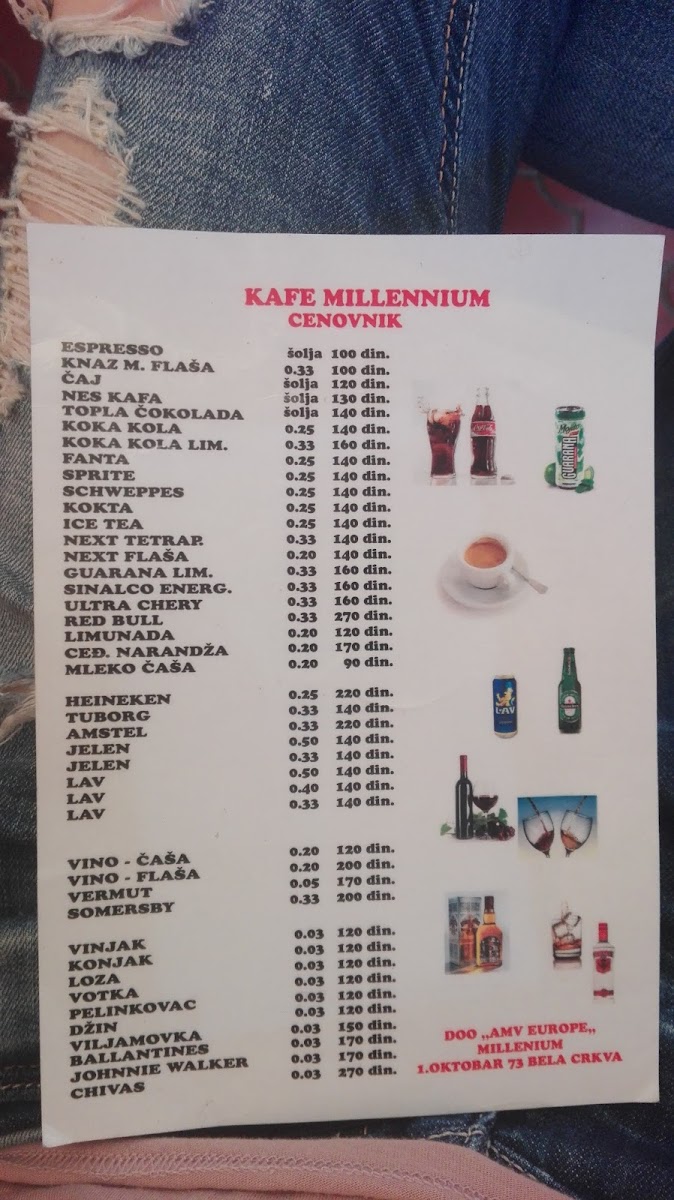 KAFE MILLENNIUM
CENOVNIK
ESPRESSO šolja 100 din.
KNAZ M. FLAŠA 0.33 100 din.
ČAJ šolja 120 din.
NES KAFA šolja 130 din.
TOPLA ČOKOLADA šolja 140 din.
KOKA KOLA 0.25 140 din.
KOKA KOLA LIM. 0.33 160 din.
FANTA 0.25 140 din.
SPRITE 0.25 140 din.
SCHWEPPES 0.25 140 din.
KOKTA 0.25 140 din.
ICE TEA 0.25 140 din.
NEXT TETRAP. 0.33 140 din.
NEXT FLAŠA 0.20 140 din.
GUARANA LIM. 0.33 160 din.
SINALCO ENERG. 0.33 160 din.
ULTRA CHERY 0.33 160 din.
RED BULL 0.33 270 din.
LIMUNADA 0.20 120 din.
CEĐ. NARANDŽA 0.20 170 din.
MLEKO ČAŠA 0.20 90 din.
HEINEKEN 0.25 220 din.
TUBORG 0.33 140 din.
AMSTEL 0.33 220 din.
JELEN 0.50 140 din.
JELEN 0.33 140 din.
LAV 0.50 140 din.
LAV 0.40 140 din.
LAV 0.33 140 din.
VINO - ČAŠA 0.20 120 din.
VINO - FLAŠA 0.20 200 din.
VERMUT 0.05 170 din.
SOMERSBY 0.33 200 din.
VINJAK 0.03 120 din.
KONJAK 0.03 120 din.
LOZA 0.03 120 din.
VOTKA 0.03 120 din.
PELINKOVAC 0.03 120 din.
DŽIN 0.03 120 din.
VILJAMOVKA 0.03 150 din.
BALLANTINES 0.03 170 din.
JOHNNIE WALKER 0.03 170 din.
CHIVAS 0.03 270 din.
GUARANA
LAV
DOO „AMV EUROPE„
MILLENIUM
1.OKTOBAR 73 BELA CRKVA